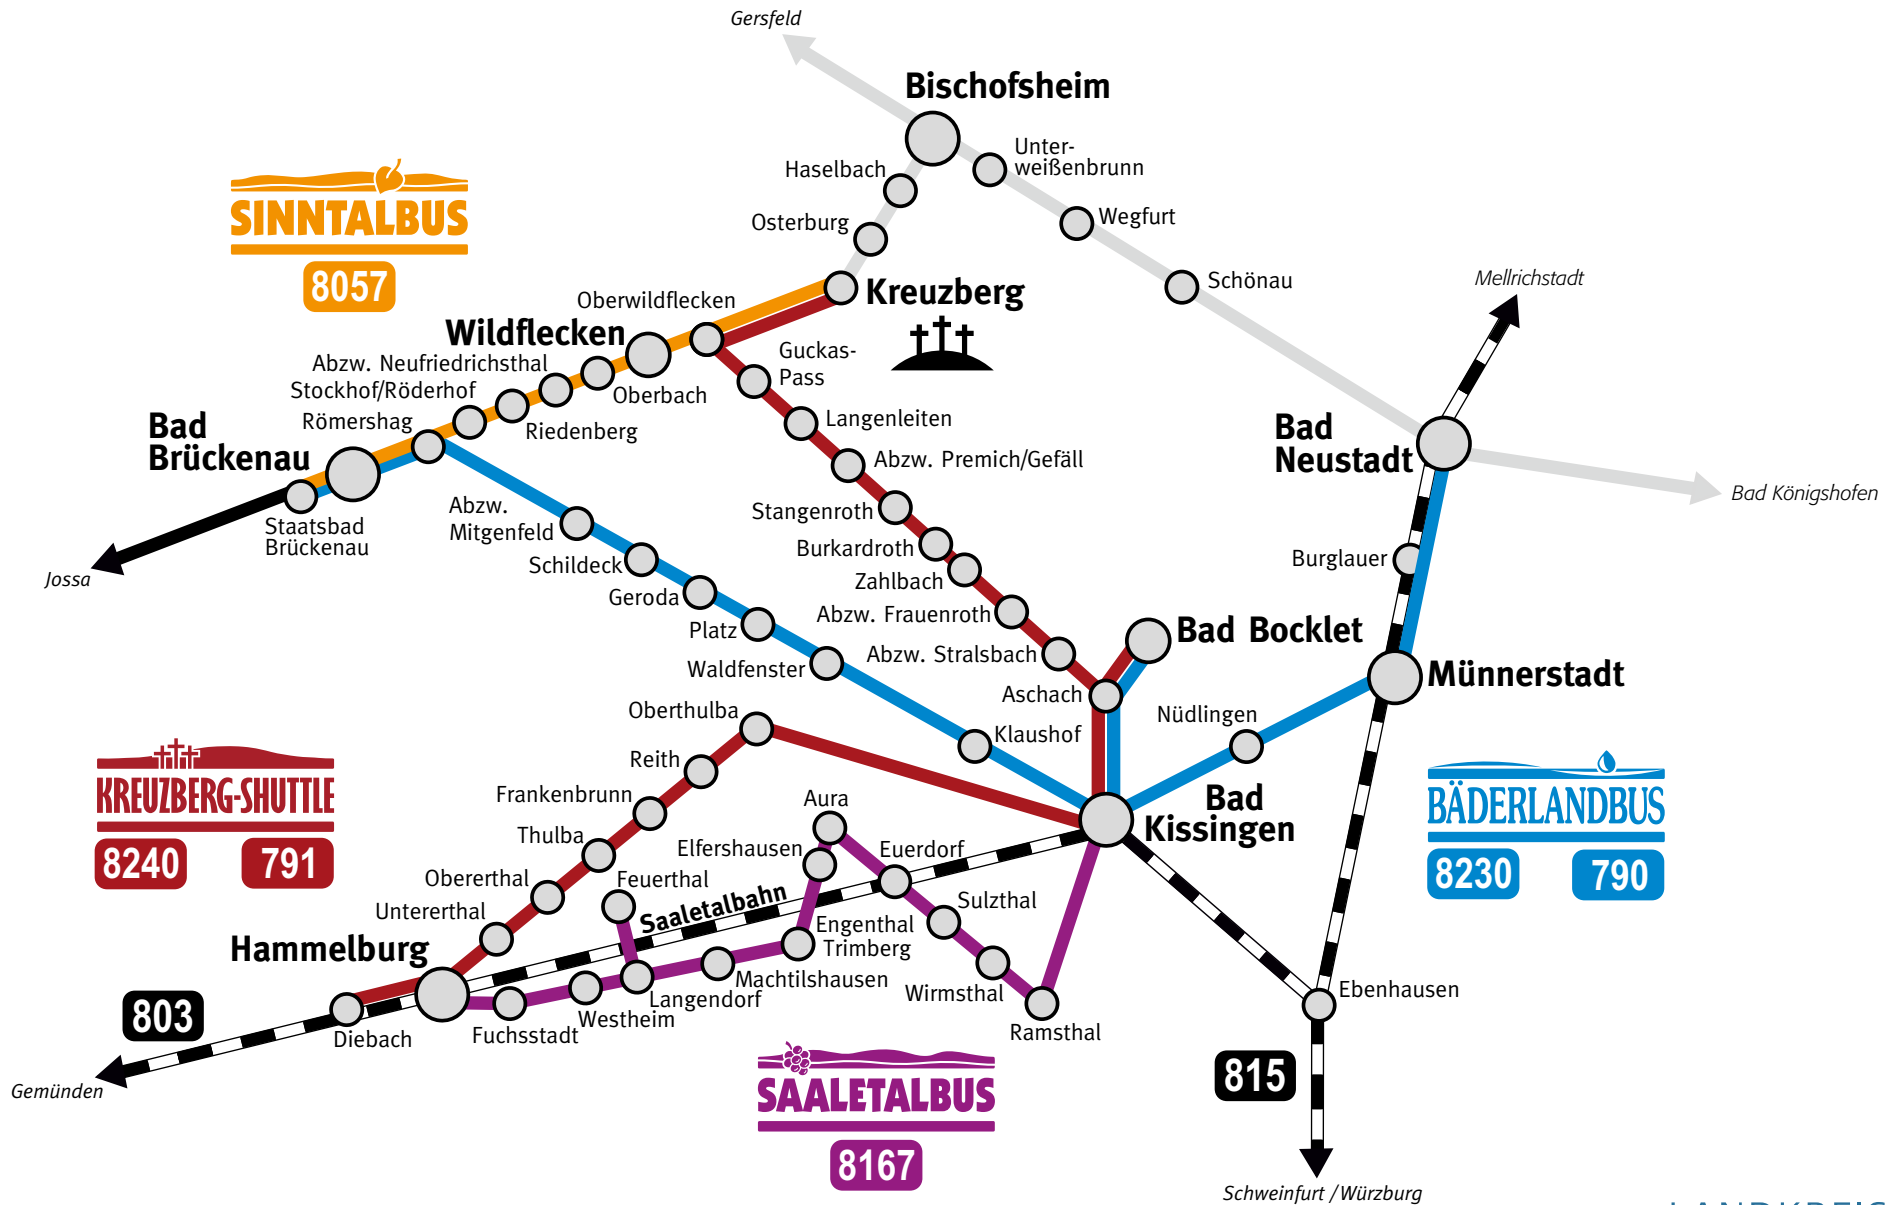 Gersfeld
Bischofsheim
Unter-
weißenbrunn
Haselbach
Wegfurt
Osterburg
SINNTALBUS
8057
Schönau
Mellrichstadt
Kreuzberg
Oberwildflecken
Wildflecken
Guckas-
Pass
Abzw. Neufriedrichsthal
Stockhof/Röderhof
Oberbach
Römershag
Riedenberg
Langenleiten
Bad
Brückenau
Bad
Neustadt
Abzw. Premich/Gefäll
Bad Königshofen
Staatsbad
Brückenau
Abzw.
Mitgenfeld
Stangenroth
Jossa
Schildeck
Burkardroth
Burglauer
Geroda
Zahlbach
Platz
Abzw. Frauenroth
Bad Bocklet
Waldfenster
Abzw. Stralsbach
Münnerstadt
Aschach
Oberthulba
Nüdlingen
Klaushof
Reith
KREUZBERG-SHUTTLE
8240
791
Frankenbrunn
Aura
Bad
Kissingen
BÄDERLANDBUS
8230
790
Thulba
Elfershausen
Euerdorf
Obererthal
Feuerthal
Saaletalbahn
Sulzthal
Untererthal
Engenthal
Trimberg
Hammelburg
Machtilshausen
Wirmsthal
Langendorf
Ebenhausen
803
Westheim
Diebach
Fuchsstadt
Ramsthal
Gemünden
SAALETALBUS
8167
815
Schweinfurt / Würzburg